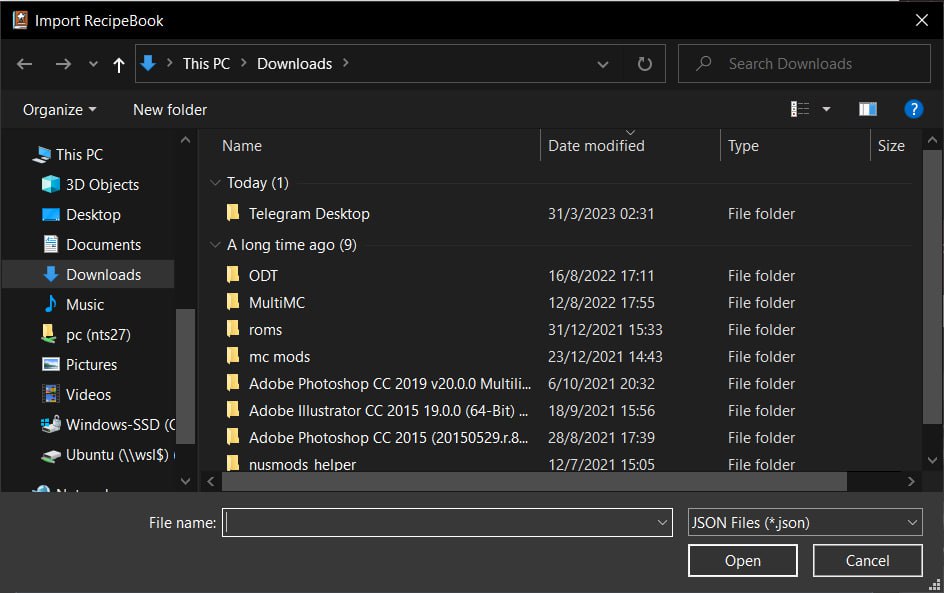 Import RecipeBook
This PC Downloads
Search Downloads
Organize
New folder
?
Name Date modified Type Size
This PC
3D Objects
Desktop
Documents
Downloads
Music
pc (nts27)
Pictures
Videos
Windows-SSD (C
Ubuntu (\\wsl$) (
Today (1)
Telegram Desktop 31/3/2023 02:31 File folder
A long time ago (9)
ODT 16/8/2022 17:11 File folder
MultiMC 12/8/2022 17:55 File folder
roms 31/12/2021 15:33 File folder
mc mods 23/12/2021 14:43 File folder
Adobe Photoshop CC 2019 v20.0.0 Multili... 6/10/2021 20:32 File folder
Adobe Illustrator CC 2015 19.0.0 (64-Bit) ... 18/9/2021 15:56 File folder
Adobe Photoshop CC 2015 (20150529.r.8... 28/8/2021 17:39 File folder
nusmods helper 12/7/2021 15:05 File folder
File name:
JSON Files (*.json)
Open
Cancel